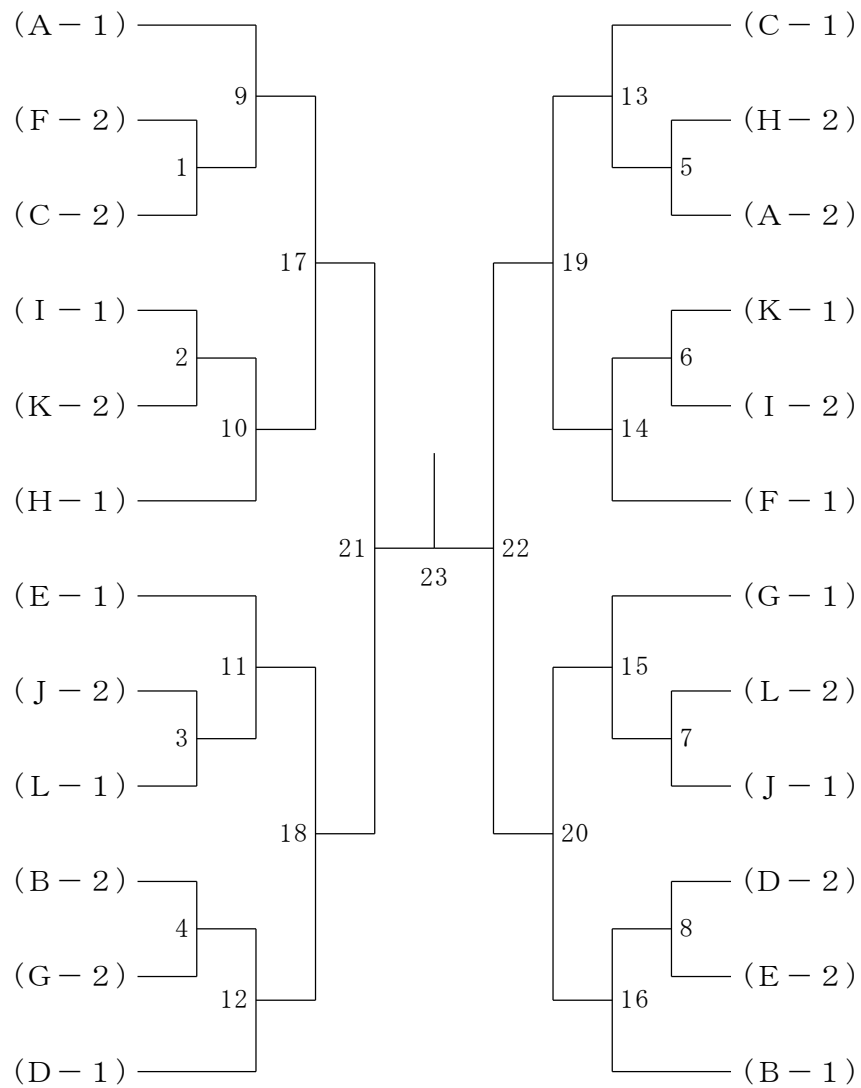 (A－1) (C－1)
9 13
(F－2) (H－2)
1 5
(C－2) (A－2)
17 19
(I－1) (K－1)
2 6
(K－2) (I－2)
10 14
(H－1) (F－1)
21 22
23
(E－1) (G－1)
11 15
(J－2) (L－2)
3 7
(L－1) (J－1)
18 20
(B－2) (D－2)
4 8
(G－2) (E－2)
12 16
(D－1) (B－1)